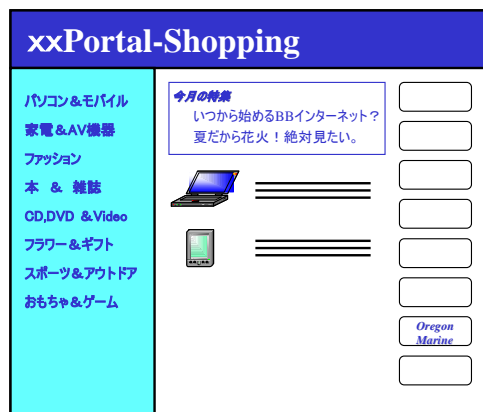 xxPortal-Shopping
パソコン＆モバイル
家電＆AV機器
ファッション
本 ＆ 雑誌
CD,DVD ＆Video
フラワー＆ギフト
スポーツ＆アウトドア
おもちゃ＆ゲーム
今月の特集
いつから始めるBBインターネット？
夏だから花火！絶対見たい。
Oregon
Marine